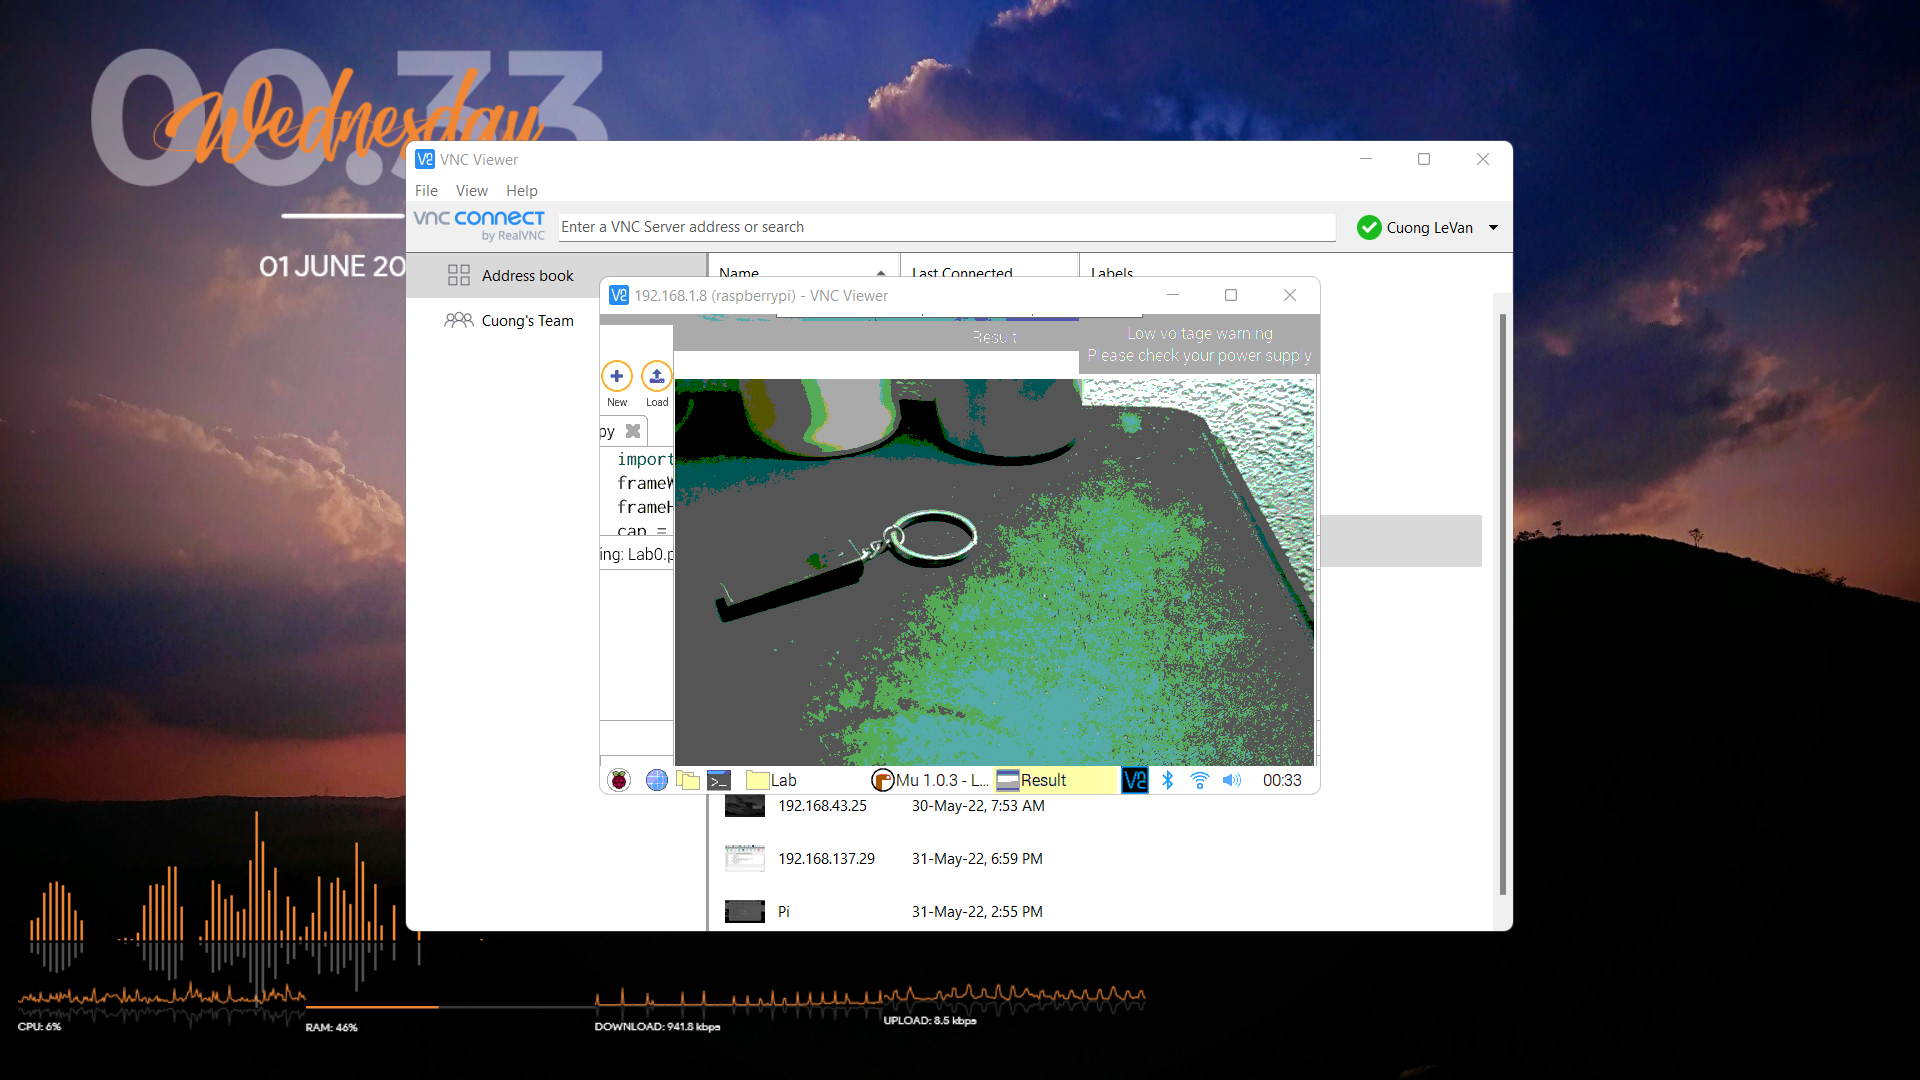 00.33
Wednesday
01 JUNE 20
VNC Viewer
File View Help
VNC CONNECT
by RealVNC
Enter a VNC Server address or search
Cuong LeVan
Address book
Cuong's Team
Name
Last Connected
Labels
192.168.1.8 (raspberrypi) - VNC Viewer
Result
Low voltage warning
Please check your power supply
New
Load
py
import
frameW
frameH
cap =
ing: Lab0.p
Lab
Mu 1.0.3 - L...
Result
00:33
192.168.43.25
30-May-22, 7:53 AM
192.168.137.29
31-May-22, 6:59 PM
Pi
31-May-22, 2:55 PM
CPU: 6%
RAM: 46%
DOWNLOAD: 941.8 kbps
UPLOAD: 8.5 kbps